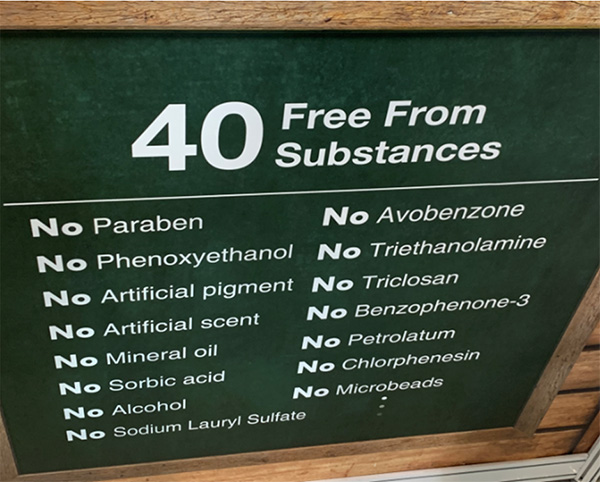 40 Free From
Substances
No Paraben
No Phenoxyethanol
No Artificial pigment
No Artificial scent
No Mineral oil
No Sorbic acid
No Alcohol
No Sodium Lauryl Sulfate
No Avobenzone
No Triethanolamine
No Triclosan
No Benzophenone-3
No Petrolatum
No Chlorphenesin
No Microbeads